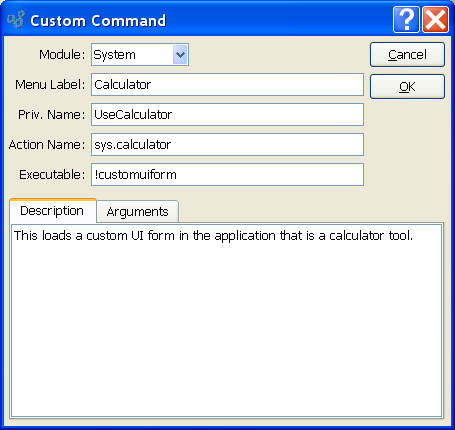 Custom Command
Module: System
Cancel
Menu Label: Calculator
OK
Priv. Name: UseCalculator
Action Name: sys.calculator
Executable: !customuiform
Description Arguments
This loads a custom UI form in the application that is a calculator tool.